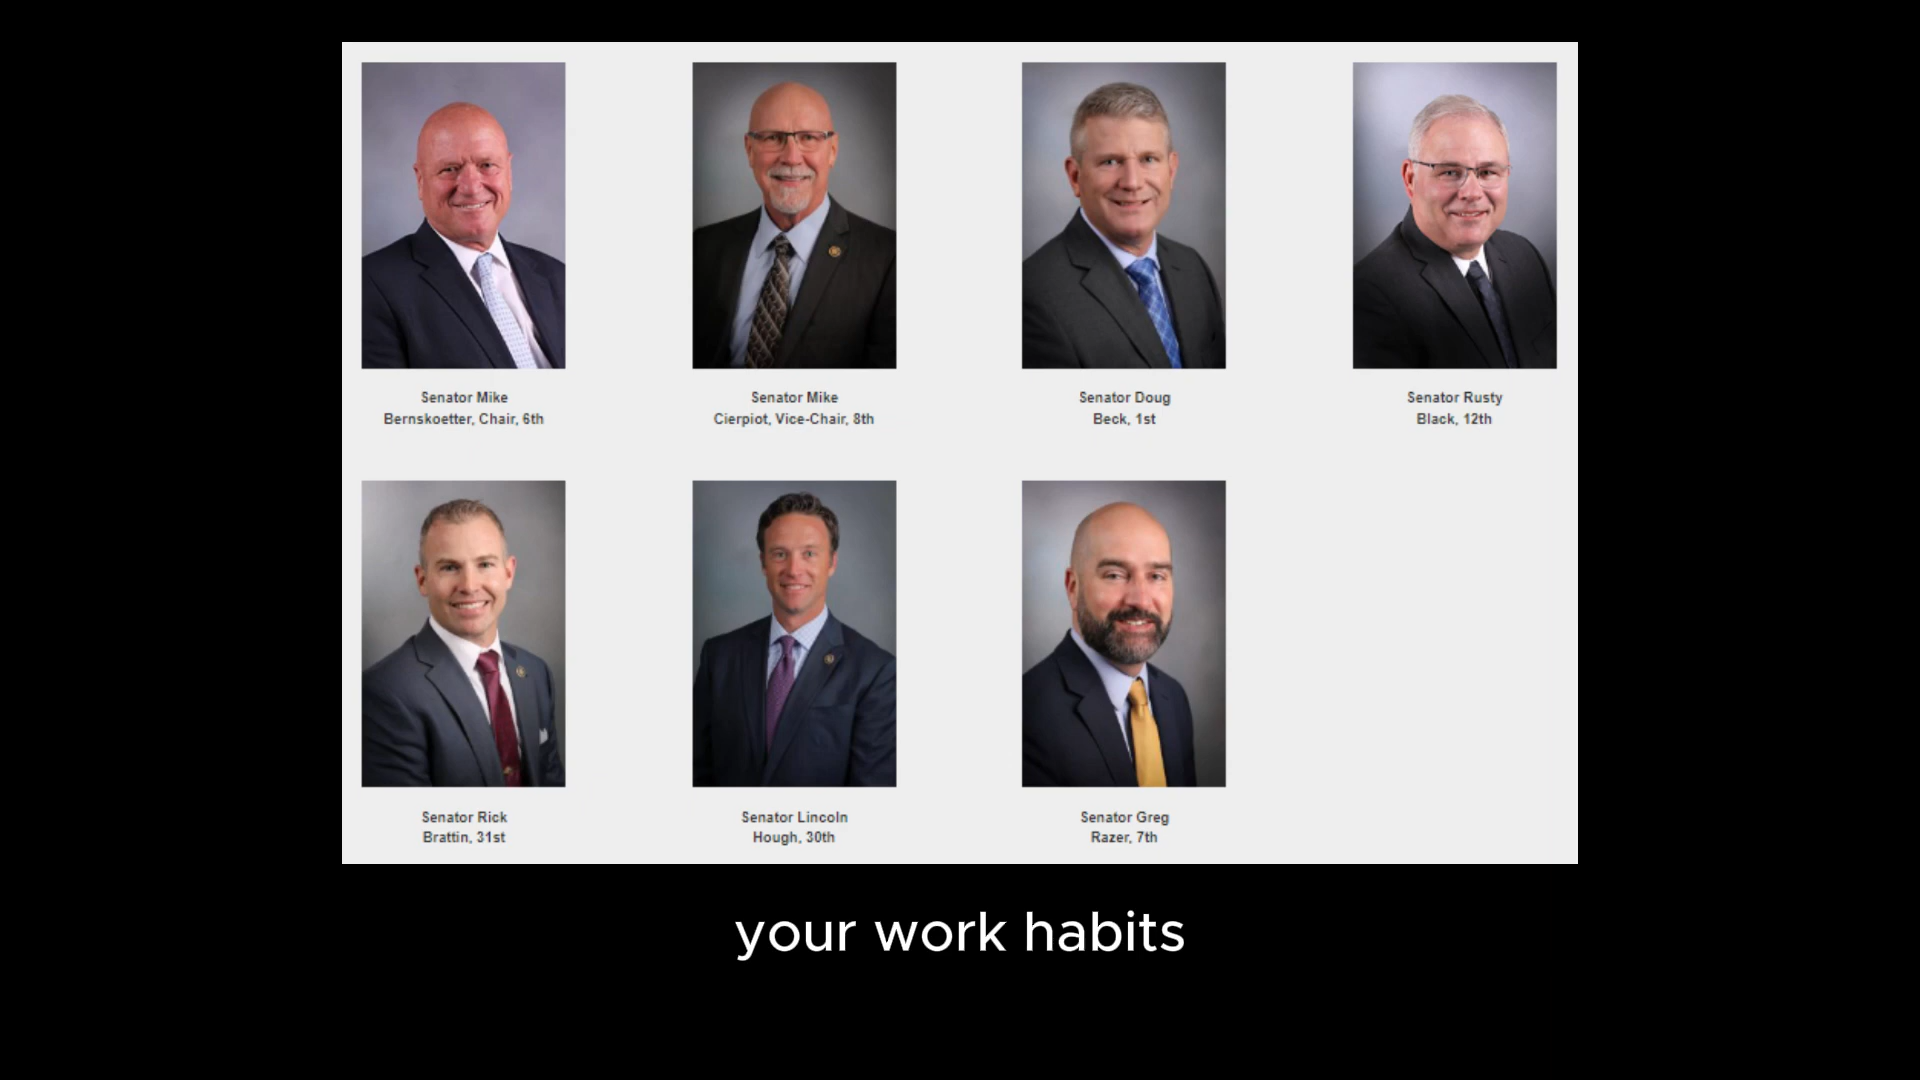 Senator Mike
Bernskoetter, Chair, 6th
Senator Mike
Cierpiot, Vice-Chair, 8th
Senator Doug
Beck, 1st
Senator Rusty
Black, 12th
Senator Rick
Brattin, 31st
Senator Lincoln
Hough, 30th
Senator Greg
Razer, 7th
your work habits